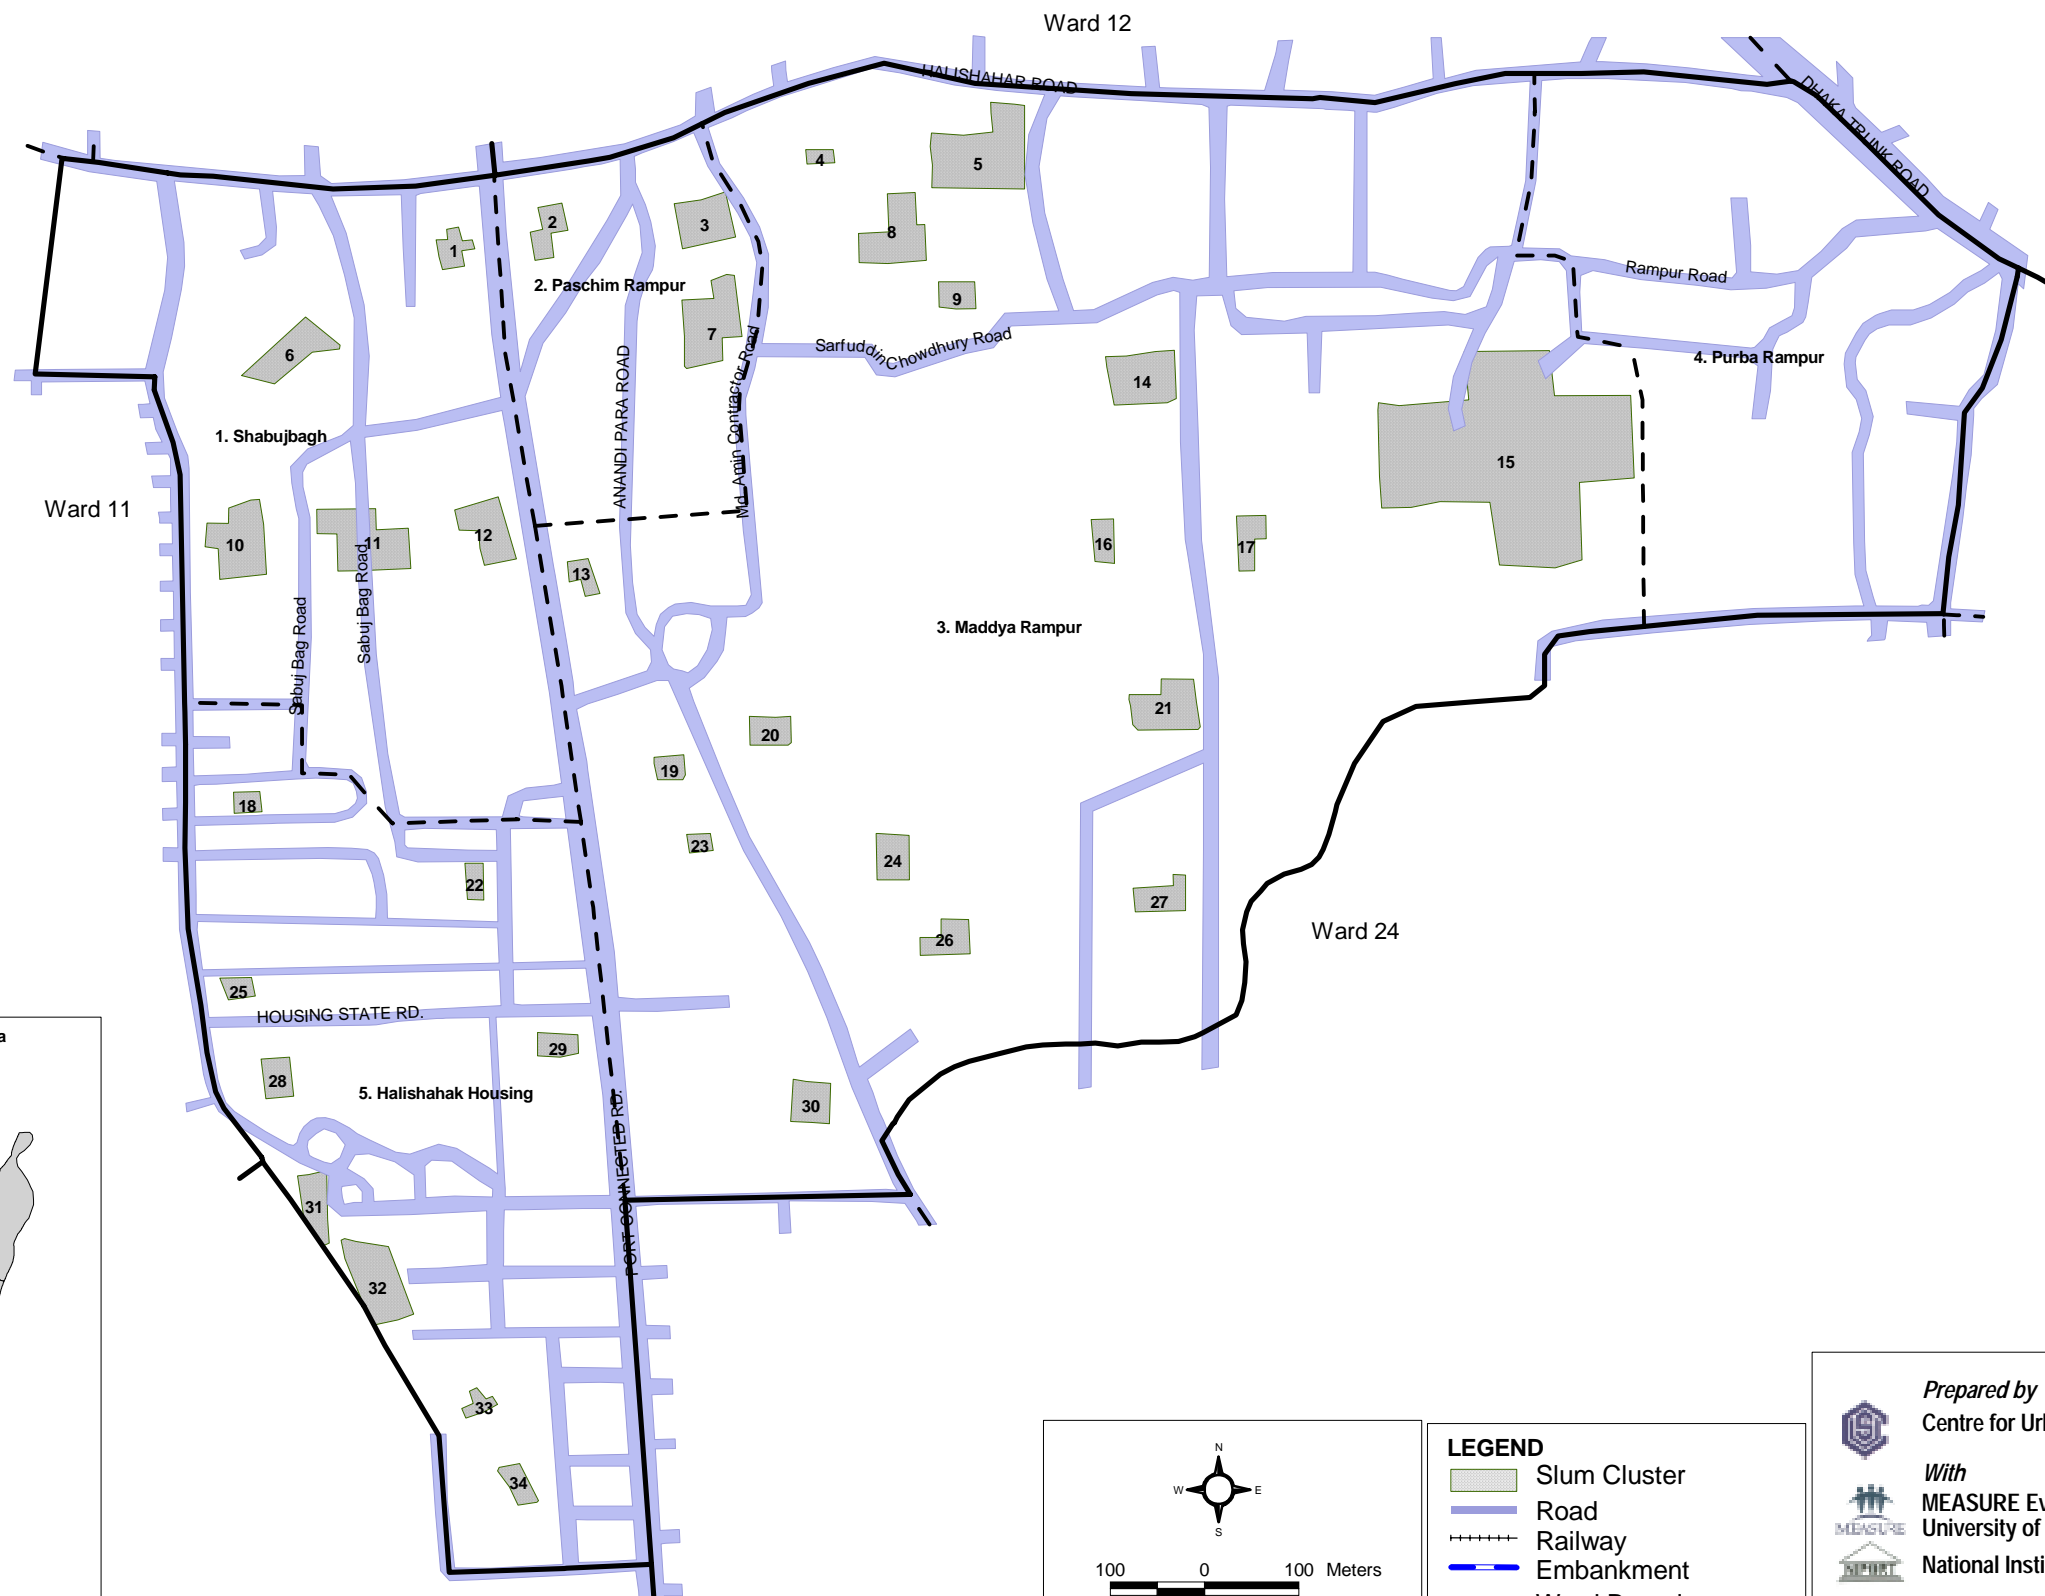 Ward 12
HALISHAHAR ROAD
DHAKA TRUNK ROAD
4
5
2
3
8
1
2. Paschim Rampur
Rampur Road
9
7
6
Sarfuddin Chowdhury Road
4. Purba Rampur
ANANDI PARA ROAD
Md. Amin Contractor Road
14
1. Shabujbagh
15
Ward 11
10
11
12
16
17
13
Sabuj Bag Road
Sabuj Bag Road
3. Maddya Rampur
21
20
19
18
23
24
22
27
26
Ward 24
25
HOUSING STATE RD.
29
28
5. Halishahak Housing
30
PORT CONNECTED RD.
31
32
33
34
a
N
W E
S
100 0 100 Meters
LEGEND
Slum Cluster
Road
Railway
Embankment
Prepared by
Centre for Url
With
MEASURE Ev
MEASURE
University of
National Insti